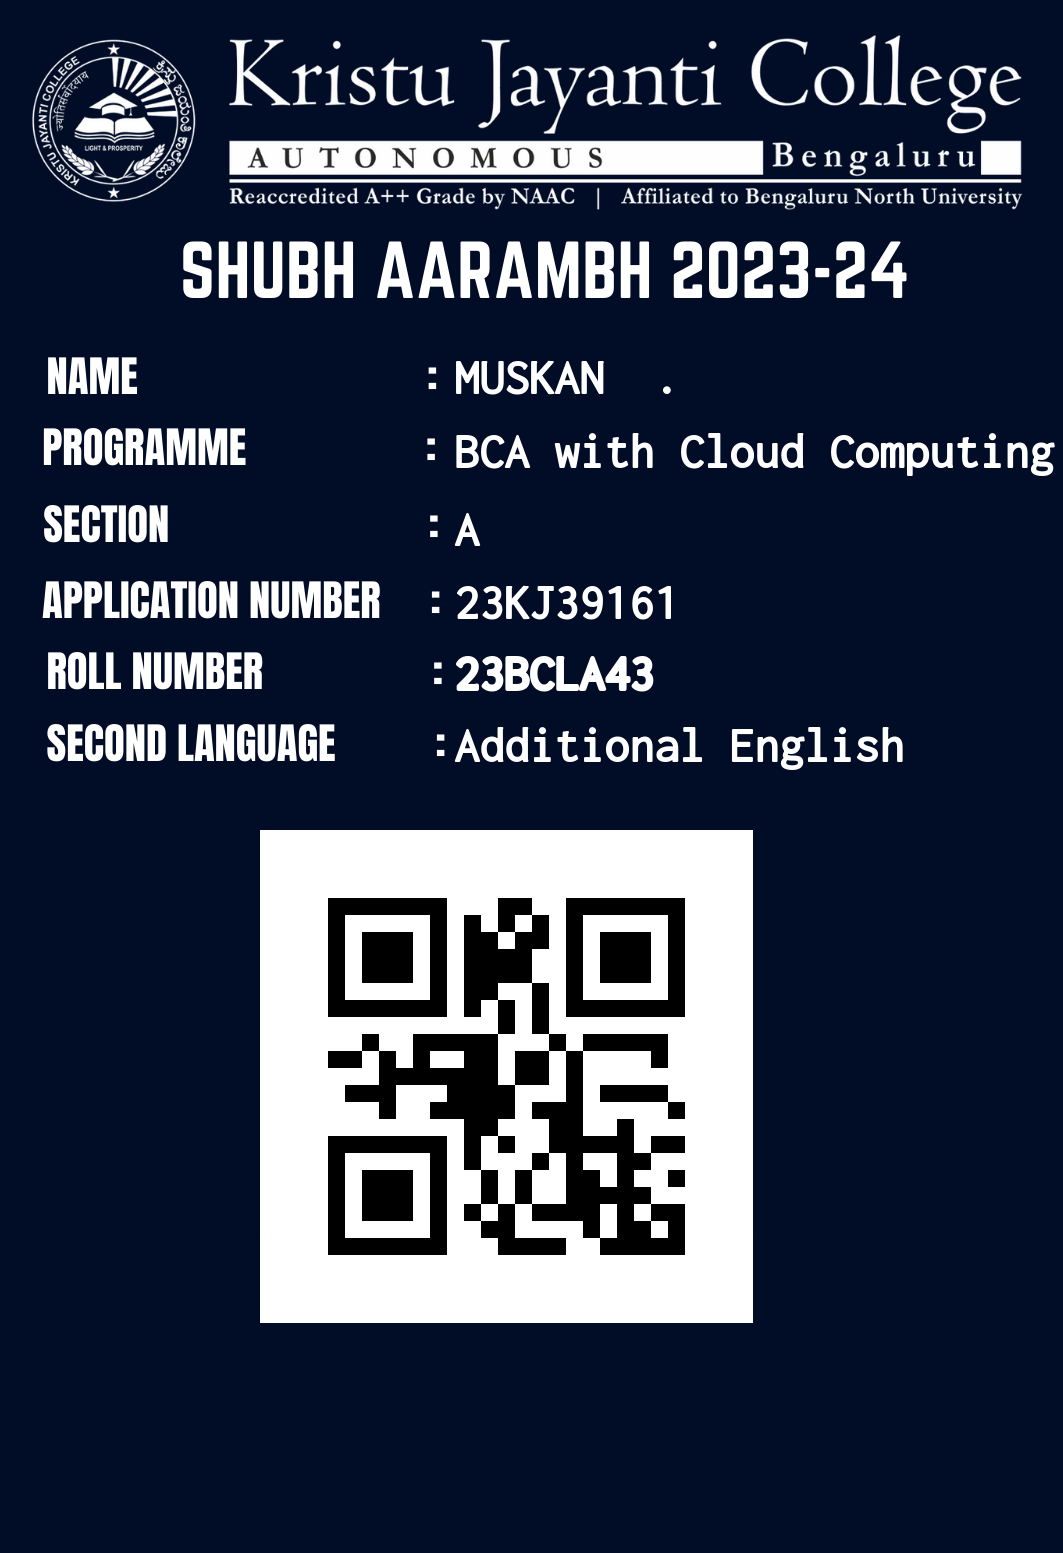 KRISTU JAYANTI COLLEGE
ಕ್ರಿಸ್ತು ಜಯಂತಿ ಕಾಲೇಜು
LIGHT & PROSPERITY
Kristu Jayanti College
AUTONOMOUS Bengaluru
Reaccredited A++ Grade by NAAC | Affiliated to Bengaluru North University
SHUBH AARAMBH 2023-24
NAME : MUSKAN .
PROGRAMME : BCA with Cloud Computing
SECTION : A
APPLICATION NUMBER : 23KJ39161
ROLL NUMBER : 23BCLA43
SECOND LANGUAGE : Additional English